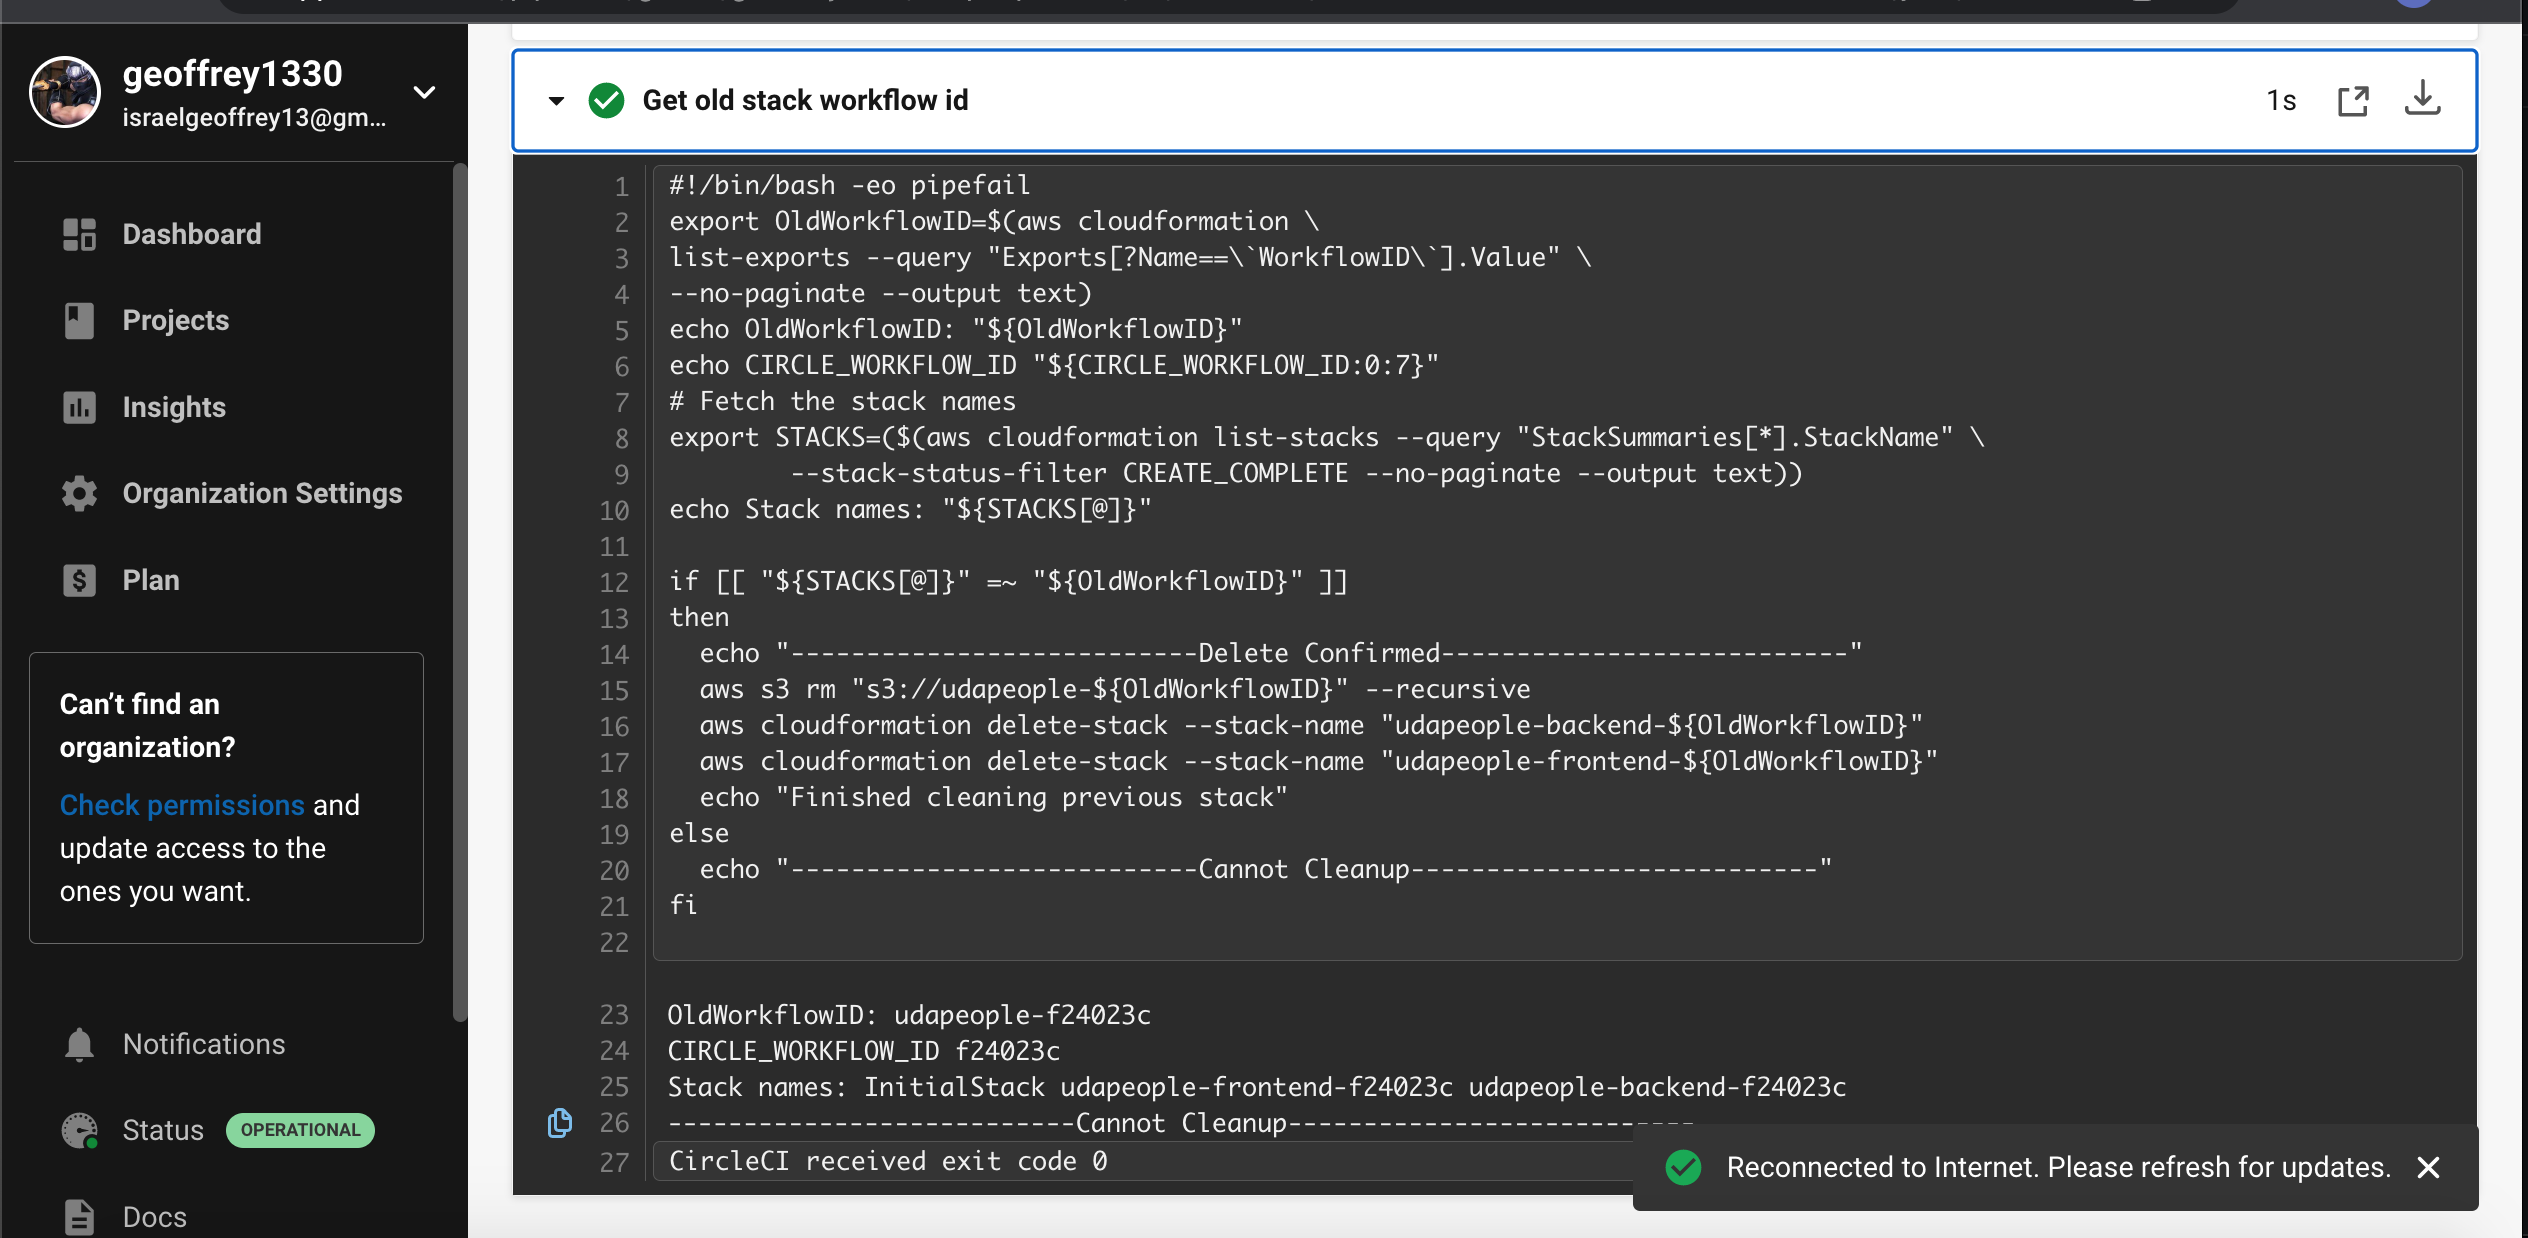 geoffrey1330
israelgeoffrey13@gm...
Dashboard
Projects
Insights
Organization Settings
Plan
Can't find an
organization?
Check permissions and
update access to the
ones you want.
Notifications
Status OPERATIONAL
Docs
Get old stack workflow id 1s
1 #!/bin/bash -eo pipefail
2 export OldWorkflowID=$(aws cloudformation \
3 list-exports --query "Exports[?Name==\`WorkflowID\`].Value" \
4 --no-paginate --output text)
5 echo OldWorkflowID: "${OldWorkflowID}"
6 echo CIRCLE_WORKFLOW_ID "${CIRCLE_WORKFLOW_ID:0:7}"
7 # Fetch the stack names
8 export STACKS=($(aws cloudformation list-stacks --query "StackSummaries[*].StackName" \
9         --stack-status-filter CREATE_COMPLETE --no-paginate --output text))
10 echo Stack names: "${STACKS[@]}"
11
12 if [[ "${STACKS[@]}" =~ "${OldWorkflowID}" ]]
13 then
14   echo "---------------------------Delete Confirmed---------------------------"
15   aws s3 rm "s3://udapeople-${OldWorkflowID}" --recursive
16   aws cloudformation delete-stack --stack-name "udapeople-backend-${OldWorkflowID}"
17   aws cloudformation delete-stack --stack-name "udapeople-frontend-${OldWorkflowID}"
18   echo "Finished cleaning previous stack"
19 else
20   echo "---------------------------Cannot Cleanup---------------------------"
21 fi
22
23 OldWorkflowID: udapeople-f24023c
24 CIRCLE_WORKFLOW_ID f24023c
25 Stack names: InitialStack udapeople-frontend-f24023c udapeople-backend-f24023c
26 ---------------------------Cannot Cleanup---------------------------
27 CircleCI received exit code 0
Reconnected to Internet. Please refresh for updates.